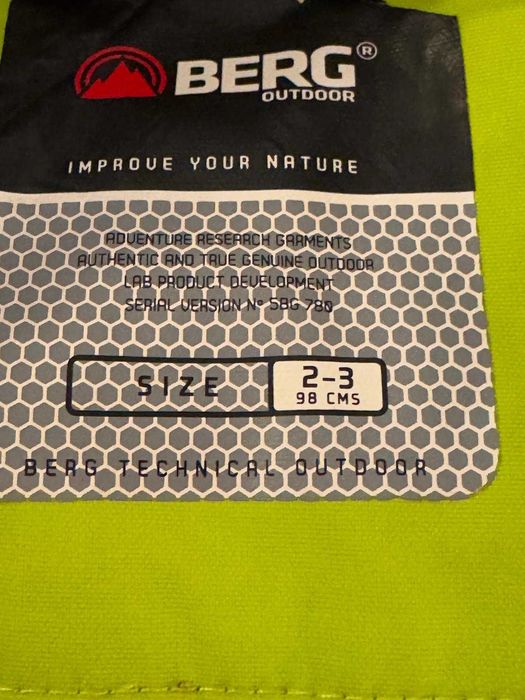 BERG®
OUTDOOR
IMPROVE YOUR NATURE
ADVENTURE RESEARCH GARMENTS
AUTHENTIC AND TRUE GENUINE OUTDOOR
LAB PRODUCT DEVELOPMENT
SERIAL VERSION Nº 5BG 780
SIZE 2-3
98 CMS
BERG TECHNICAL OUTDOOR